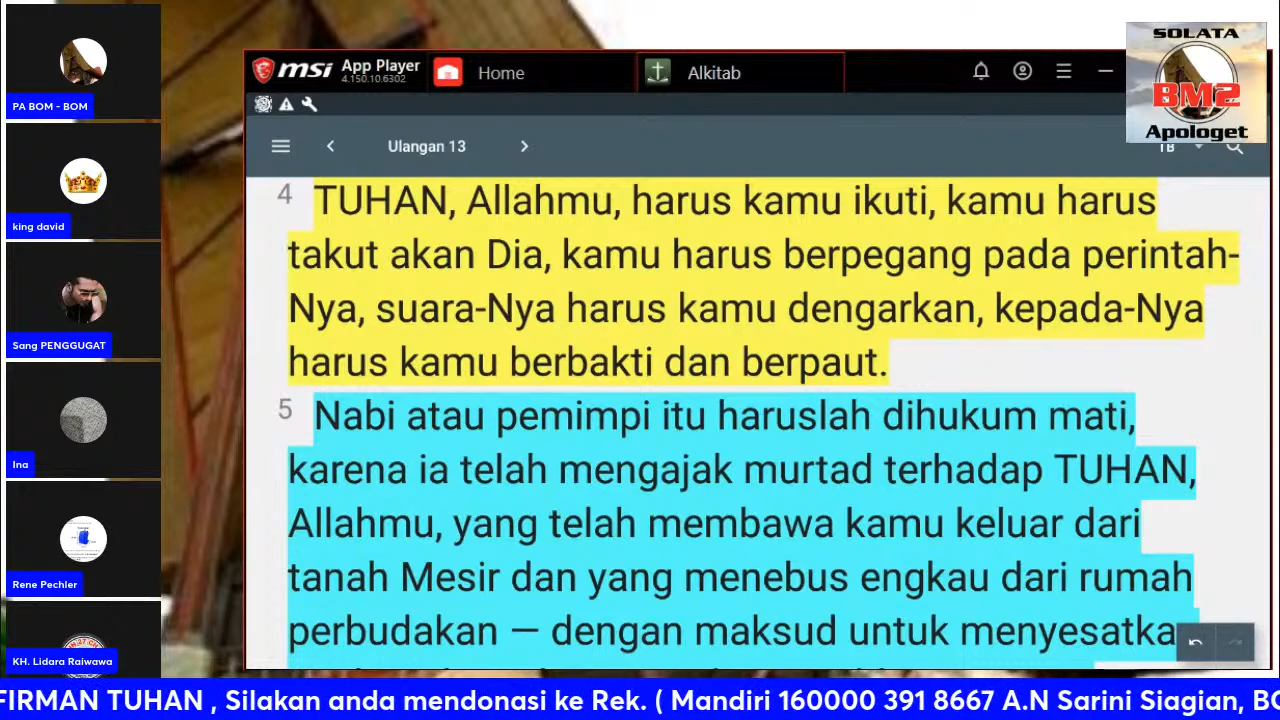 PA BOM - BOM
king david
Sang PENGGUGAT
Ina
Rene Pechler
KH. Lidara Raiwawa
msi App Player
4.150.10.6302
Home
Alkitab
SOLATA
BM2
Apologet
Ulangan 13
TB
4 TUHAN, Allahmu, harus kamu ikuti, kamu harus
takut akan Dia, kamu harus berpegang pada perintah-
Nya, suara-Nya harus kamu dengarkan, kepada-Nya
harus kamu berbakti dan berpaut.
5 Nabi atau pemimpi itu haruslah dihukum mati,
karena ia telah mengajak murtad terhadap TUHAN,
Allahmu, yang telah membawa kamu keluar dari
tanah Mesir dan yang menebus engkau dari rumah
perbudakan — dengan maksud untuk menyesatka
FIRMAN TUHAN , Silakan anda mendonasi ke Rek. ( Mandiri 160000 391 8667 A.N Sarini Siagian, BC